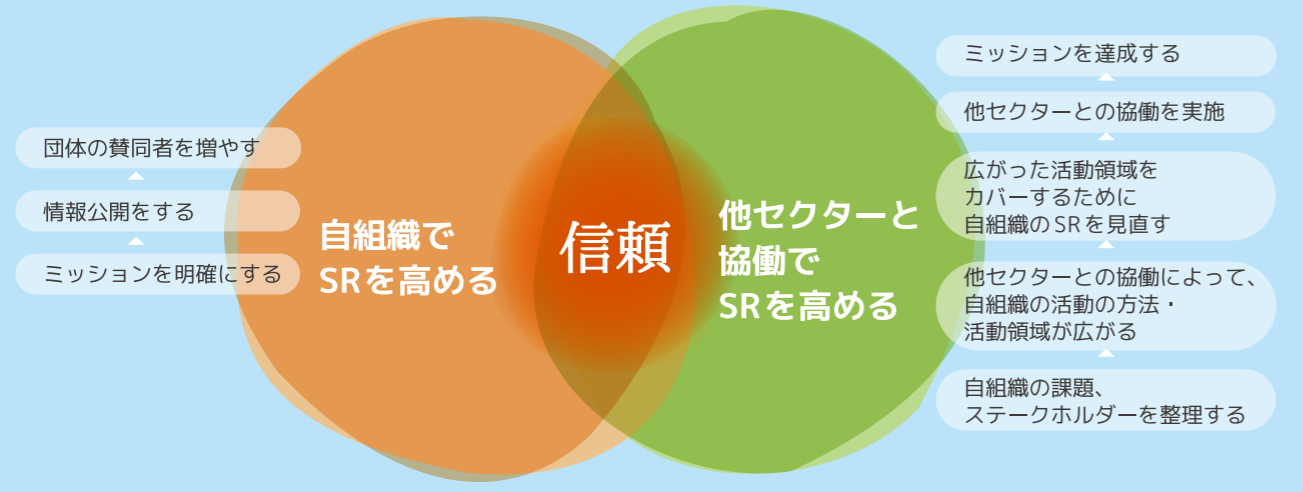 団体の賛同者を増やす
情報公開をする
ミッションを明確にする
自組織で
SRを高める
信頼
他セクターと
協働で
SRを高める
ミッションを達成する
他セクターとの協働を実施
広がった活動領域を
カバーするために
自組織のSRを見直す
他セクターとの協働によって、
自組織の活動の方法・
活動領域が広がる
自組織の課題、
ステークホルダーを整理する